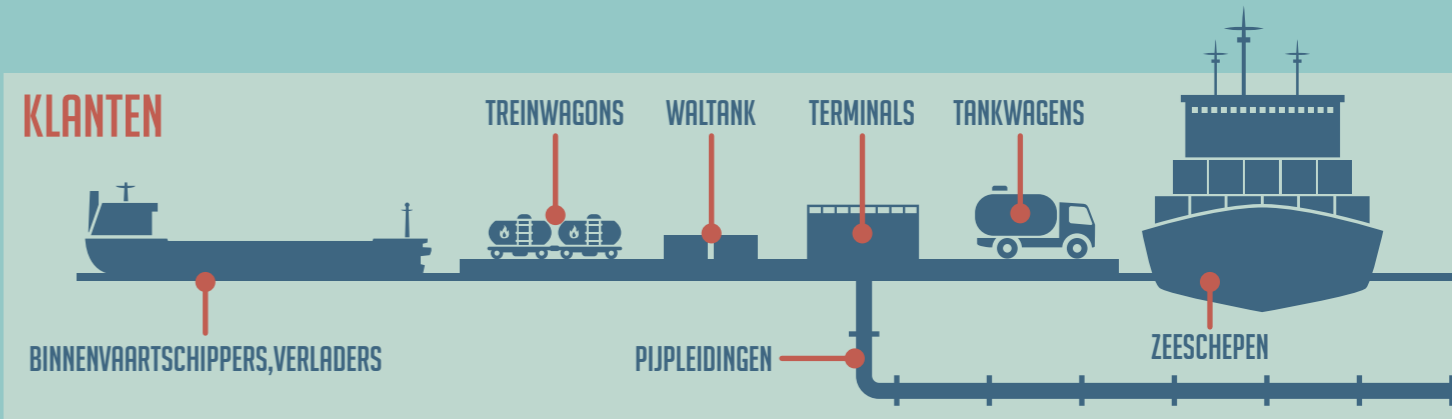 KLANTEN
TREINWAGONS
WALTANK
TERMINALS
TANKWAGENS
BINNENVAARTSCHIPPERS,VERLADERS
PIJPLEIDINGEN
ZEESCHEPEN